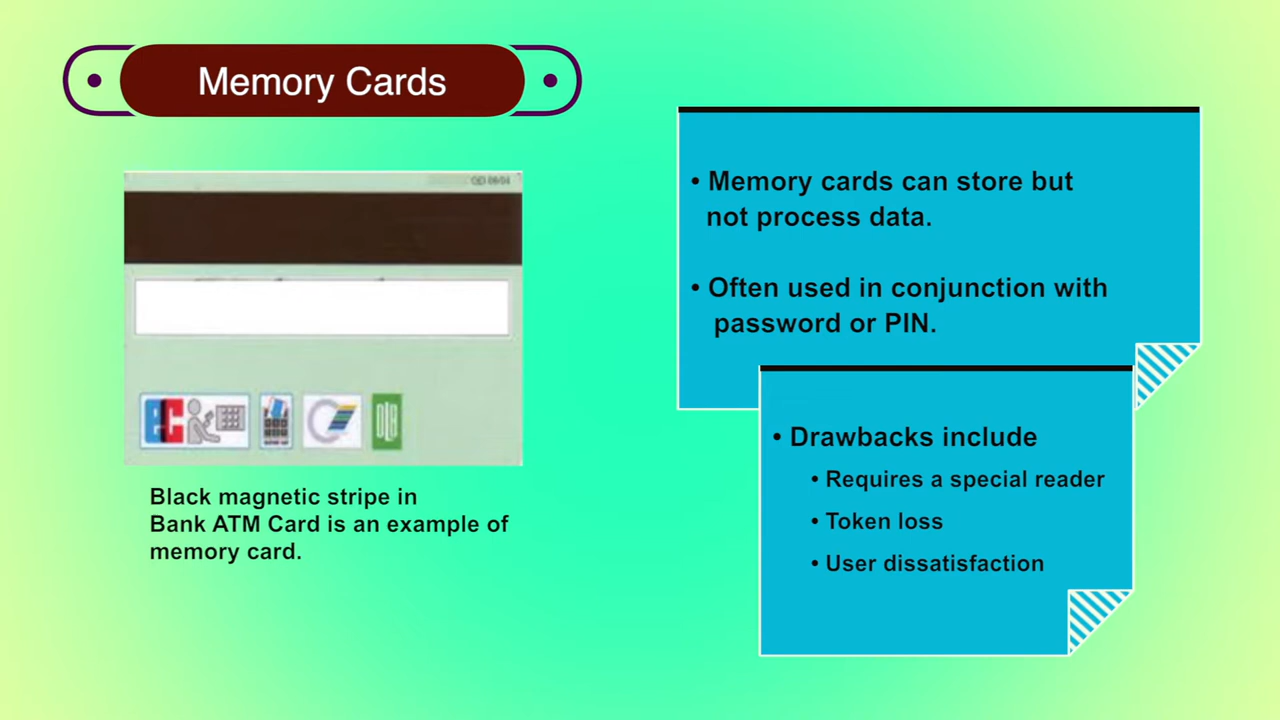 Memory Cards
ec
DLB
Black magnetic stripe in
Bank ATM Card is an example of
memory card.
• Memory cards can store but
not process data.
• Often used in conjunction with
password or PIN.
• Drawbacks include
• Requires a special reader
• Token loss
• User dissatisfaction